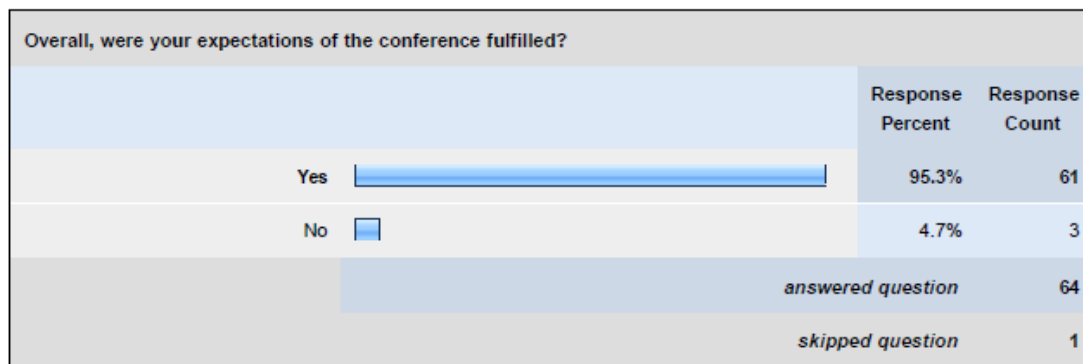 Overall, were your expectations of the conference fulfilled?
Response Percent Response Count
Yes 95.3% 61
No 4.7% 3
answered question 64
skipped question 1